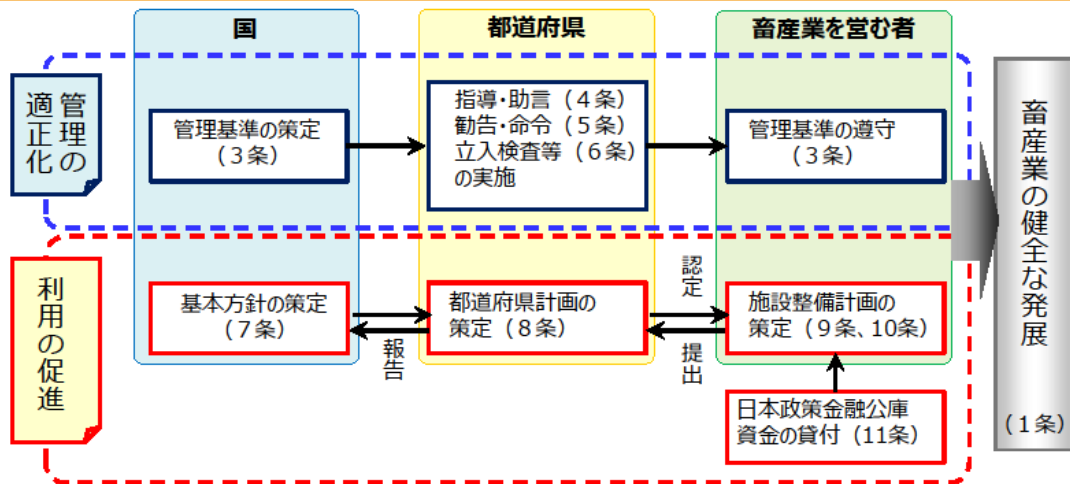 国
都道府県
畜産業を営む者
管理の
適正化
管理基準の策定
（３条）
指導・助言（４条）
勧告・命令（５条）
立入検査等（６条）
の実施
管理基準の遵守
（３条）
利用の促進
基本方針の策定
（７条）
報告
都道府県計画の
策定（８条）
認定
提出
施設整備計画の
策定（９条、10条）
日本政策金融公庫
資金の貸付（11条）
畜産業の健全な発展
（１条）